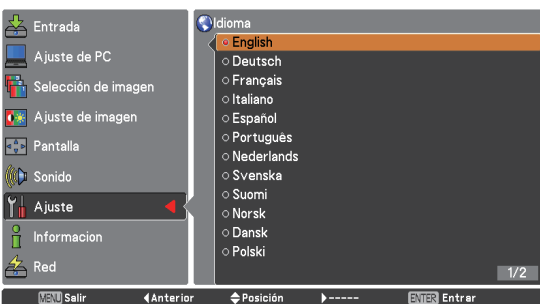 Entrada
Ajuste de PC
Selección de imagen
Ajuste de imagen
Pantalla
Sonido
Ajuste
Informacion
Red
Idioma
English
Deutsch
Français
Italiano
Español
Português
Nederlands
Svenska
Suomi
Norsk
Dansk
Polski
1/2
MENU Salir Anterior Posición ----- ENTER Entrar